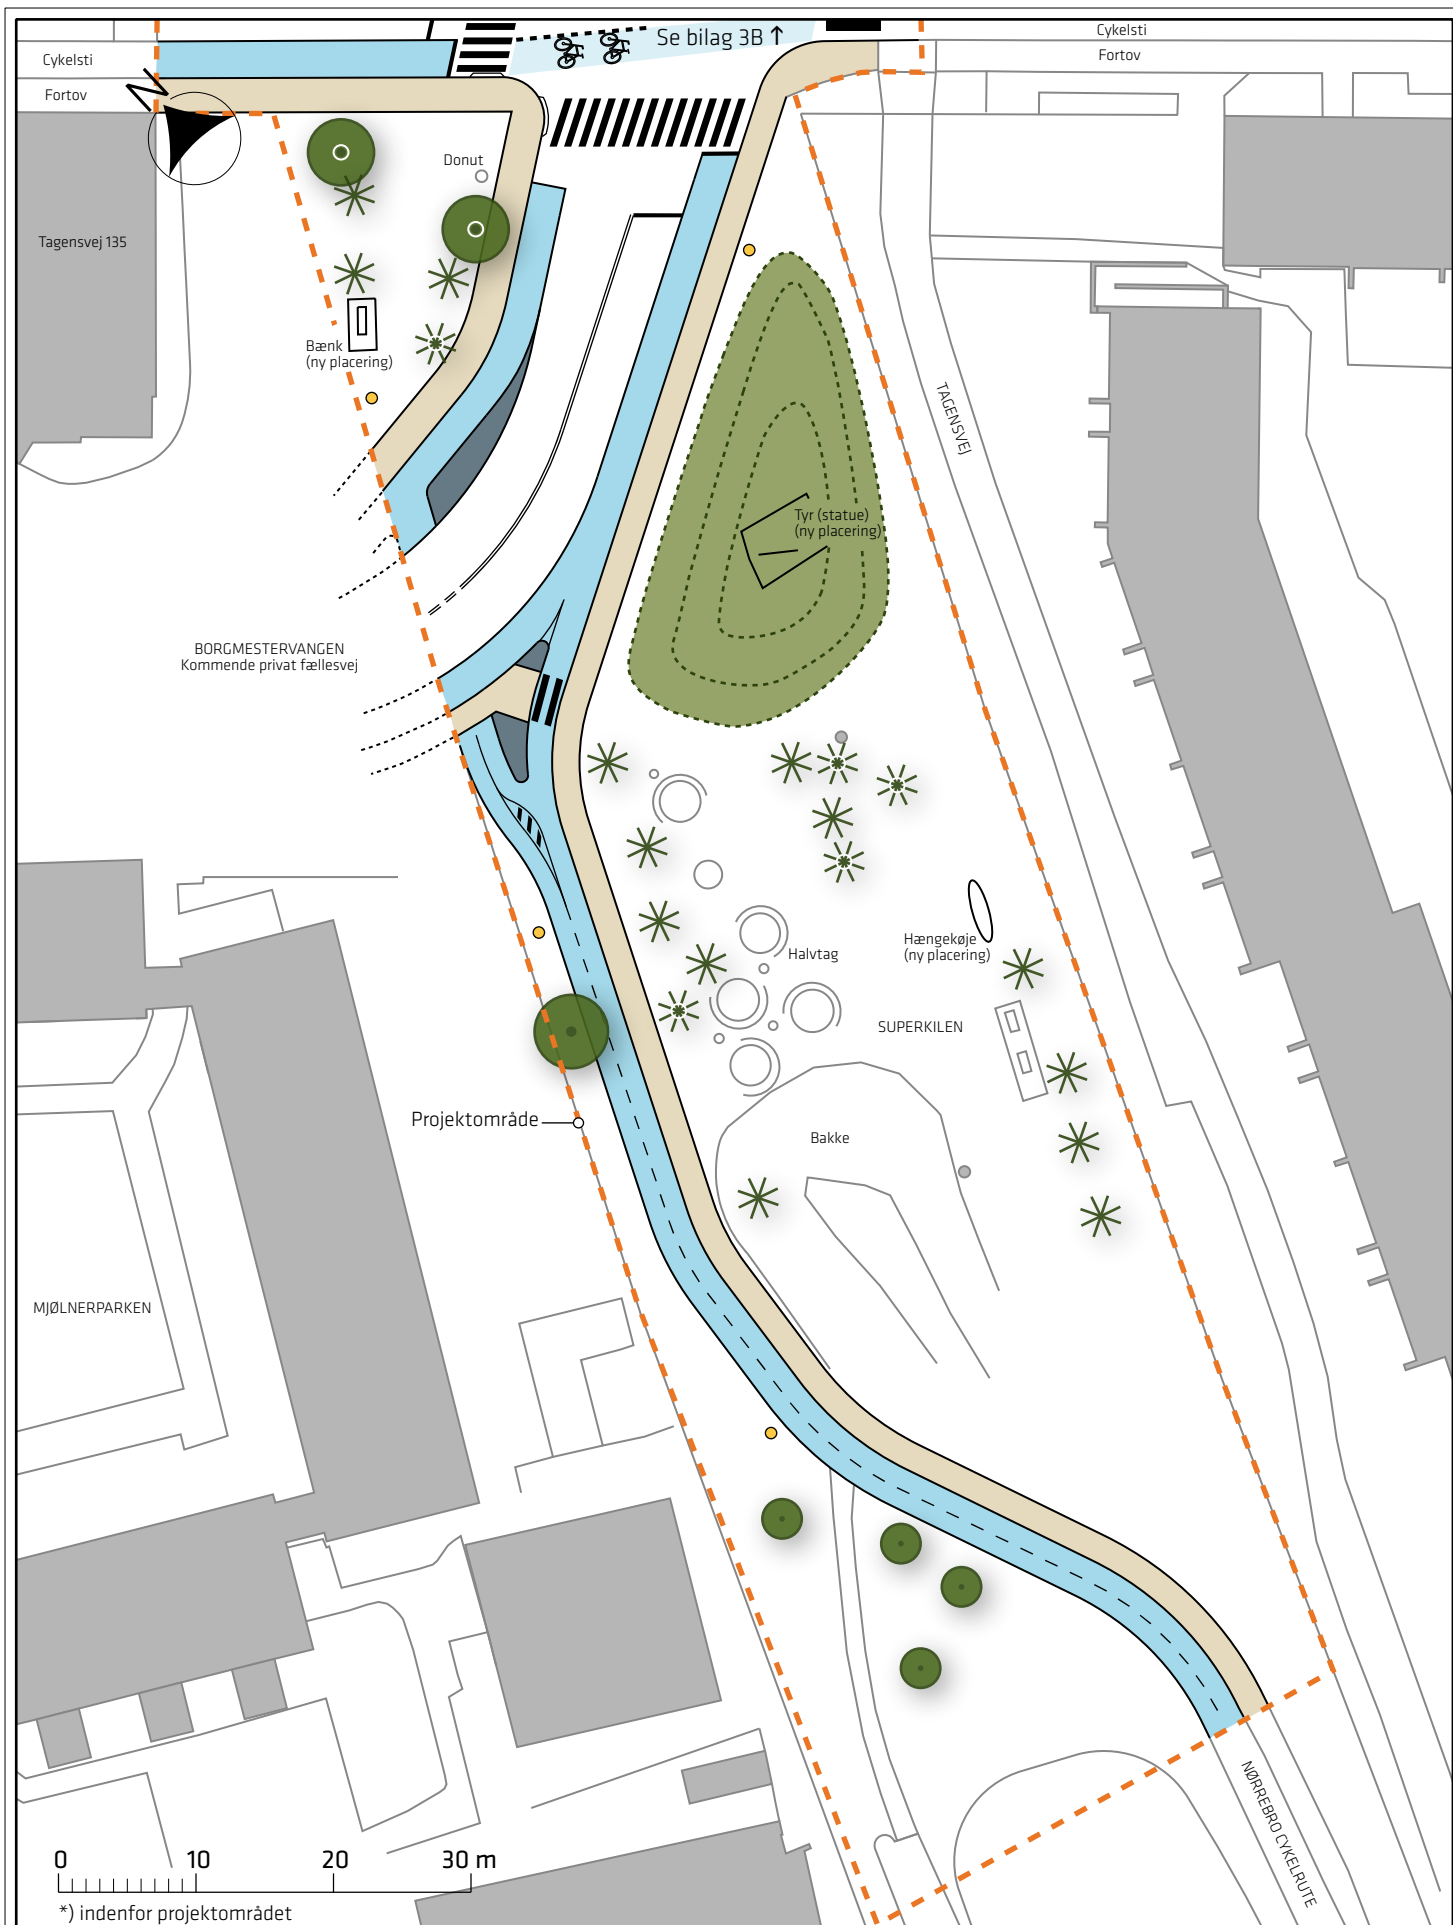 Se bilag 3B ↑
Cykelsti
Fortov
Cykelsti
Fortov
N
Donut
Tagensvej 135
Bænk
(ny placering)
TAGENSVEJ
Tyr (statue)
(ny placering)
BORGMESTERVANGEN
Kommende privat fællesvej
Hængekøje
(ny placering)
Halvtag
SUPERKILEN
Projektområde
Bakke
MJØLNERPARKEN
NØRREBRO CYKELRUTE
0 10 20 30 m
*) indenfor projektområdet